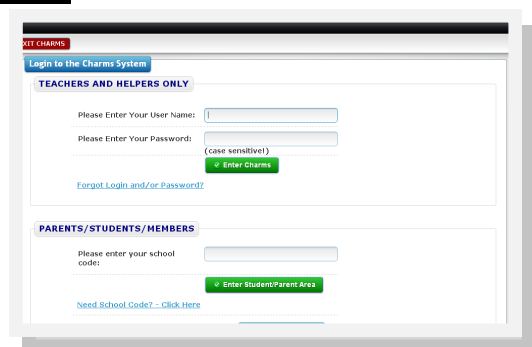 XIT CHARMS
Login to the Charms System
TEACHERS AND HELPERS ONLY
Please Enter Your User Name:
Please Enter Your Password:
(case sensitive!)
Enter Charms
Forgot Login and/or Password?
PARENTS/STUDENTS/MEMBERS
Please enter your school
code:
Enter Student/Parent Area
Need School Code? - Click Here